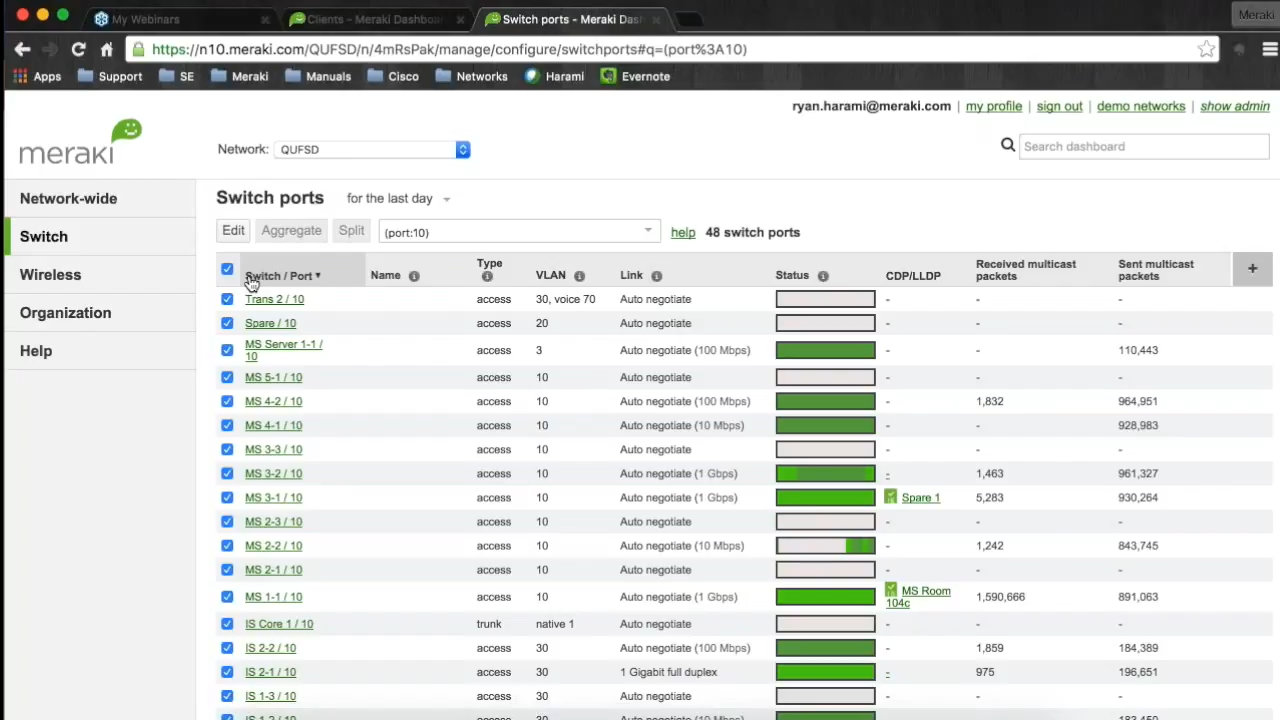 My Webinars
Clients – Meraki Dashboa
Switch ports - Meraki Das
Meraki
https://n10.meraki.com/QUFSD/n/4mRsPak/manage/configure/switchports#q=(port%3A10)
Apps Support SE Meraki Manuals Cisco Networks Harami Evernote
ryan.harami@meraki.com | my profile | sign out | demo networks | show admin
meraki
Network: QUFSD
Search dashboard
Network-wide
Switch
Wireless
Organization
Help
Switch ports for the last day
Edit Aggregate Split (port:10) help 48 switch ports
Switch / Port Name Type VLAN Link Status CDP/LLDP Received multicast packets Sent multicast packets +
Trans 2 / 10 access 30, voice 70 Auto negotiate - - -
Spare / 10 access 20 Auto negotiate - - -
MS Server 1-1 / 10 access 3 Auto negotiate (100 Mbps) - - 110,443
MS 5-1 / 10 access 10 Auto negotiate - - -
MS 4-2 / 10 access 10 Auto negotiate (100 Mbps) - 1,832 964,951
MS 4-1 / 10 access 10 Auto negotiate (10 Mbps) - - 928,983
MS 3-3 / 10 access 10 Auto negotiate - - -
MS 3-2 / 10 access 10 Auto negotiate (1 Gbps) - 1,463 961,327
MS 3-1 / 10 access 10 Auto negotiate (1 Gbps) Spare 1 5,283 930,264
MS 2-3 / 10 access 10 Auto negotiate - - -
MS 2-2 / 10 access 10 Auto negotiate (10 Mbps) - 1,242 843,745
MS 2-1 / 10 access 10 Auto negotiate - - -
MS 1-1 / 10 access 10 Auto negotiate (1 Gbps) MS Room 104c 1,590,666 891,063
IS Core 1 / 10 trunk native 1 Auto negotiate - - -
IS 2-2 / 10 access 30 Auto negotiate (100 Mbps) - 1,859 184,389
IS 2-1 / 10 access 30 1 Gigabit full duplex - 975 196,651
IS 1-3 / 10 access 30 Auto negotiate - - -